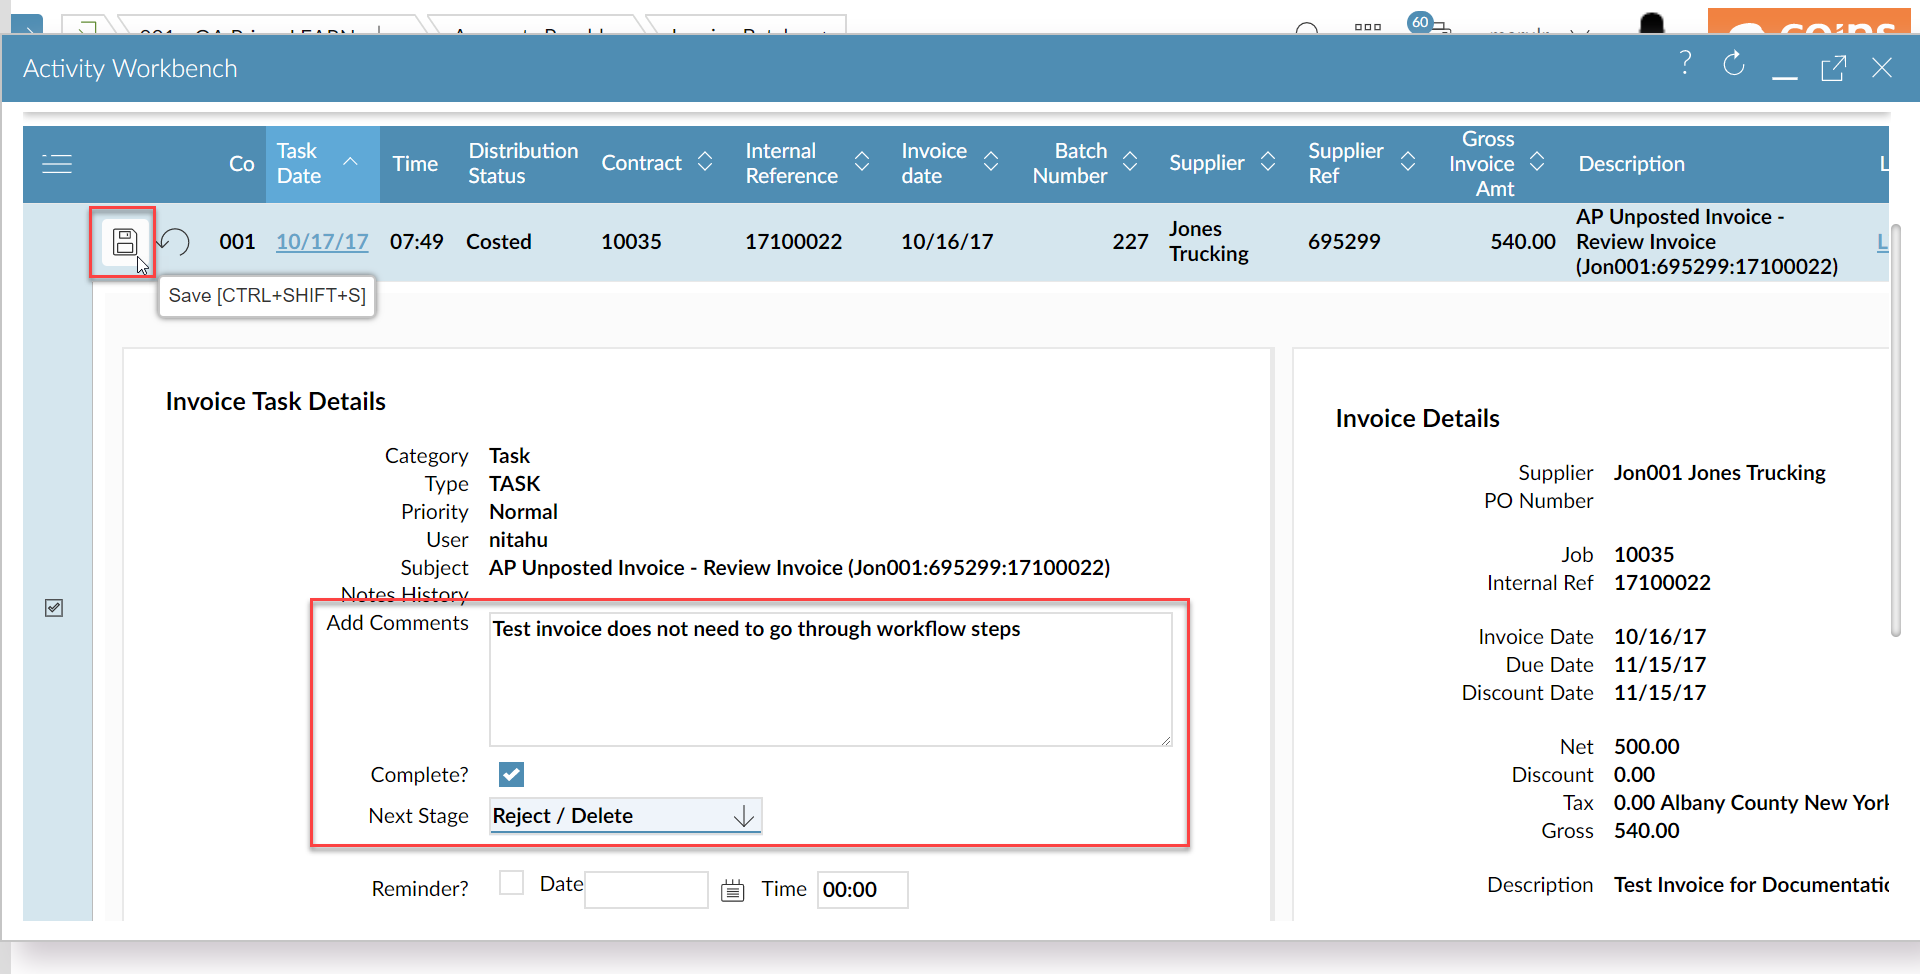 60
Activity Workbench
?
Co
Task Date
Time
Distribution Status
Contract
Internal Reference
Invoice date
Batch Number
Supplier
Supplier Ref
Gross Invoice Amt
Description
L
001
10/17/17
07:49
Costed
10035
17100022
10/16/17
227
Jones Trucking
695299
540.00
AP Unposted Invoice -
Review Invoice
(Jon001:695299:17100022)
L
Save [CTRL+SHIFT+S]
Invoice Task Details
Category Task
Type TASK
Priority Normal
User nitahu
Subject AP Unposted Invoice - Review Invoice (Jon001:695299:17100022)
Notes History
Add Comments Test invoice does not need to go through workflow steps
Complete?
Next Stage Reject / Delete
Reminder? Date Time 00:00
Invoice Details
Supplier Jon001 Jones Trucking
PO Number
Job 10035
Internal Ref 17100022
Invoice Date 10/16/17
Due Date 11/15/17
Discount Date 11/15/17
Net 500.00
Discount 0.00
Tax 0.00 Albany County New York
Gross 540.00
Description Test Invoice for Documentatic